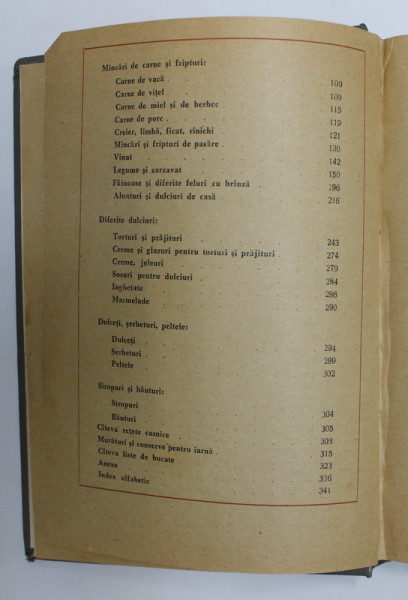 Mîncări de carne și fripturi:
Carne de vacă 100
Carne de vițel 109
Carne de miel și de berbec 115
Carne de porc 119
Creier, limbă, ficat, rinichi 121
Mîncări și fripturi de pasăre 130
Vînat 142
Legume și zarzavat 150
Făinoase și diferite feluri cu brînză 196
Aluaturi și dulciuri de casă 216
Diferite dulciuri:
Torturi și prăjituri 243
Creme și glazuri pentru torturi și prăjituri 274
Creme, jeleuri 279
Sosuri pentru dulciuri 284
Inghețate 286
Marmelade 290
Dulceți, șerbeturi, peltele:
Dulceți 294
Șerbeturi 299
Peltele 302
Siropuri și băuturi:
Siropuri 304
Băuturi 305
Cîteva rețete casnice 308
Murături și conserve pentru iarnă 315
Cîteva liste de bucate 323
Anexe 336
Index alfabetic 341